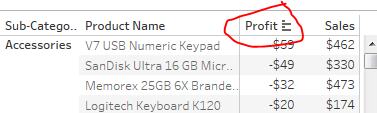 Sub-Catego.. Product Name Profit Sales
Accessories V7 USB Numeric Keypad -$59 $462
SanDisk Ultra 16 GB Micr.. -$49 $330
Memorex 25GB 6X Brande.. -$32 $473
Logitech Keyboard K120 -$20 $174